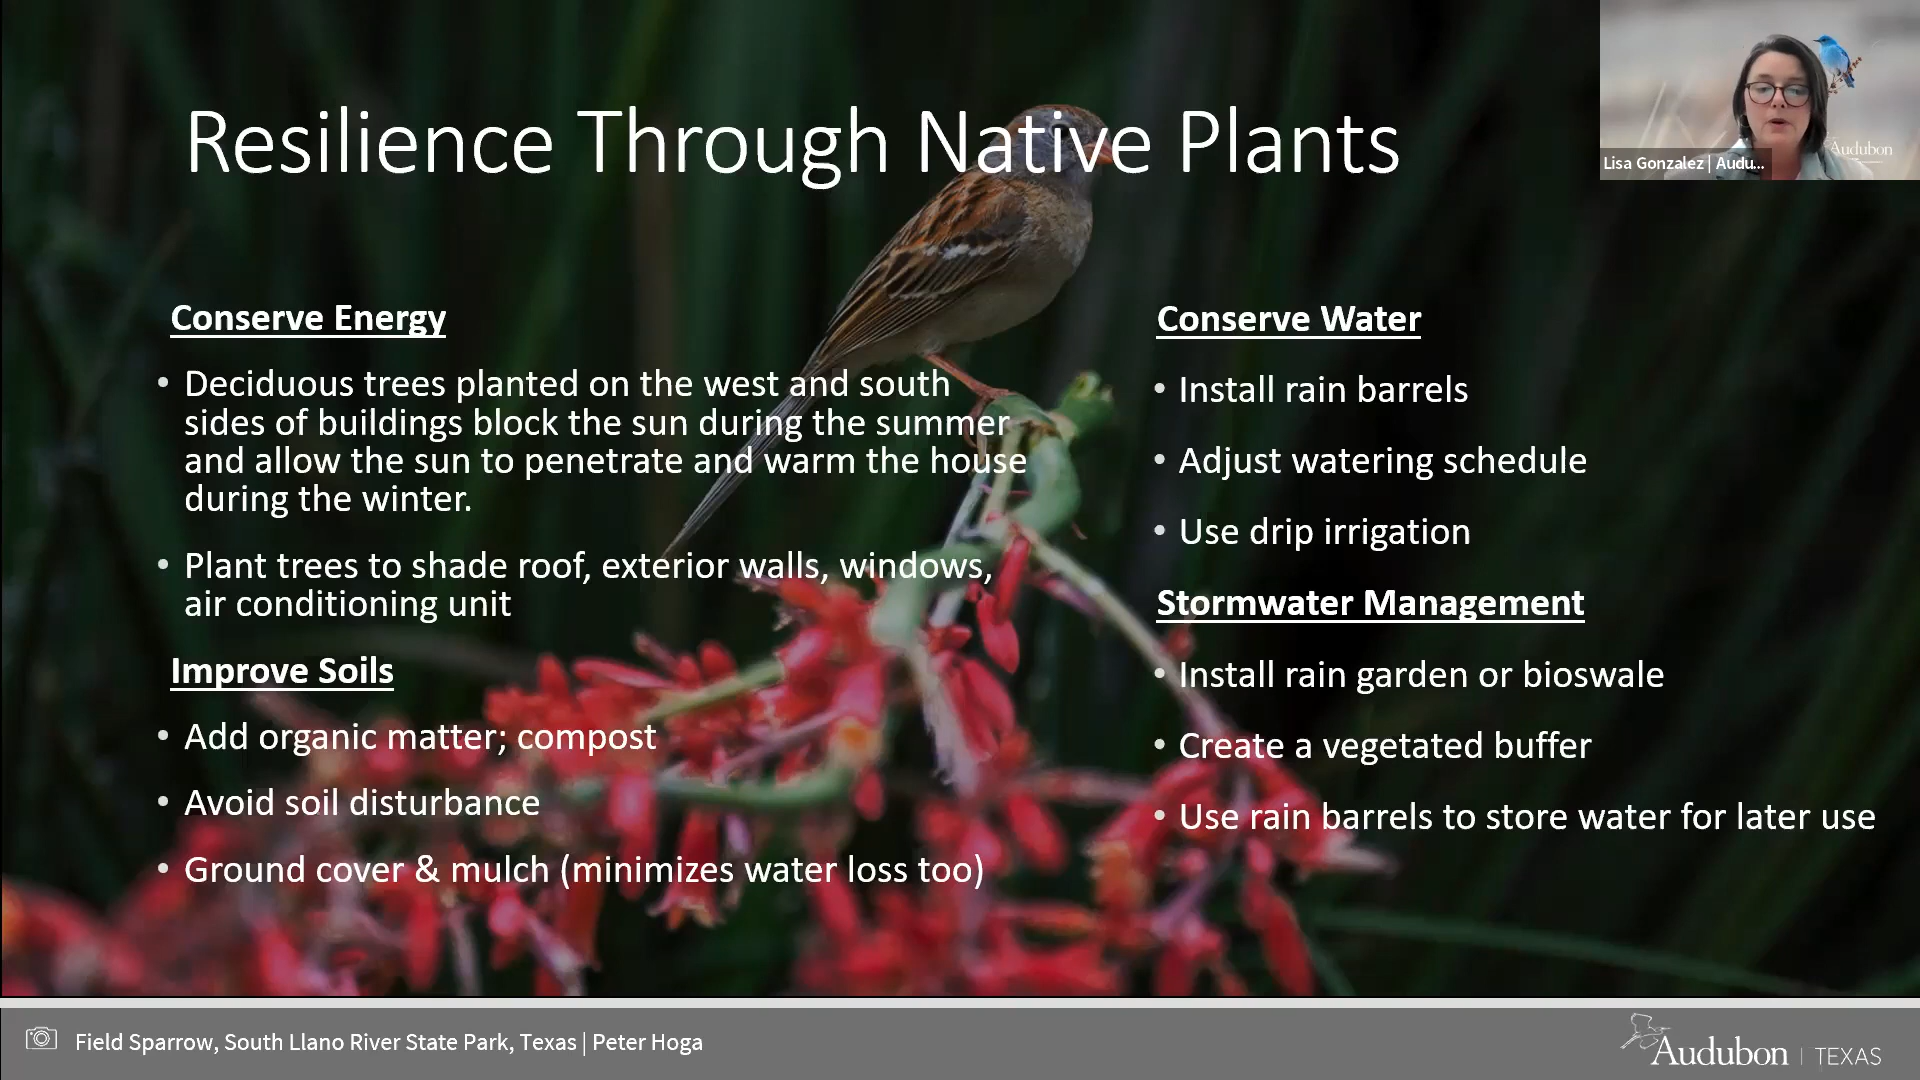 Resilience Through Native Plants
Audubon
Lisa Gonzalez | Audu...
Conserve Energy
• Deciduous trees planted on the west and south
sides of buildings block the sun during the summer
and allow the sun to penetrate and warm the house
during the winter.
• Plant trees to shade roof, exterior walls, windows,
air conditioning unit
Improve Soils
• Add organic matter; compost
• Avoid soil disturbance
• Ground cover & mulch (minimizes water loss too)
Conserve Water
• Install rain barrels
• Adjust watering schedule
• Use drip irrigation
Stormwater Management
• Install rain garden or bioswale
• Create a vegetated buffer
• Use rain barrels to store water for later use
Field Sparrow, South Llano River State Park, Texas | Peter Hoga
Audubon | TEXAS